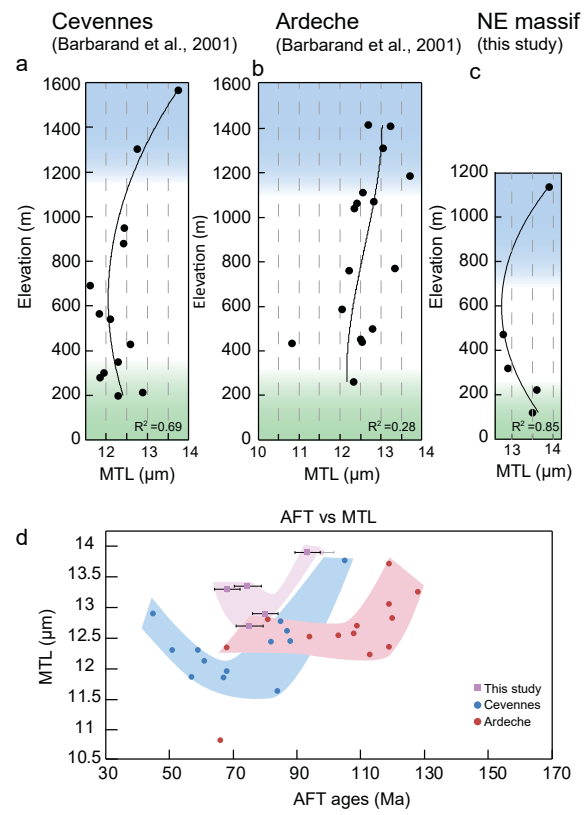 Cevennes
(Barbarand et al., 2001)
Ardeche
(Barbarand et al., 2001)
NE massif
(this study)
a
1600
1400
1200
1000
800
600
400
200
0
Elevation (m)
R² =0.69
12 13 14
MTL (µm)
b
1600
1400
1200
1000
800
600
400
200
0
Elevation (m)
R² =0.28
10 11 12 13 14
MTL (µm)
c
1200
1000
800
600
400
200
0
Elevation (m)
R² =0.85
13 14
MTL (µm)
d
AFT vs MTL
14
13.5
13
12.5
12
11.5
11
10.5
MTL (µm)
This study
Cevennes
Ardeche
30 50 70 90 110 130 150 170
AFT ages (Ma)